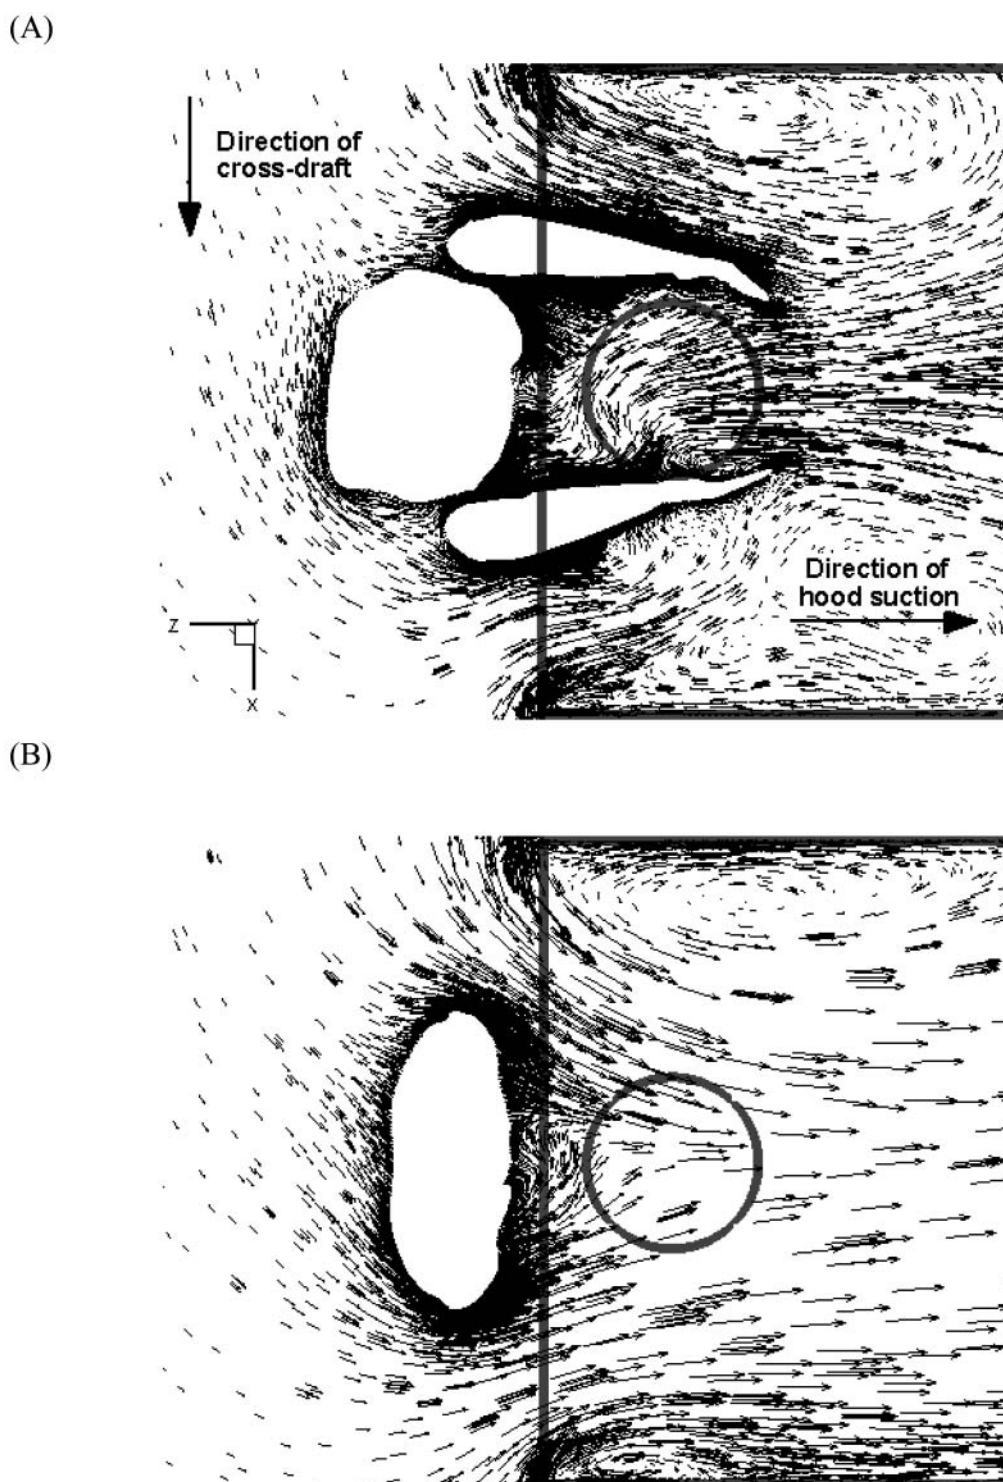 (A)
Direction of
cross-draft
Direction of
hood suction
Z
Y
X
(B)